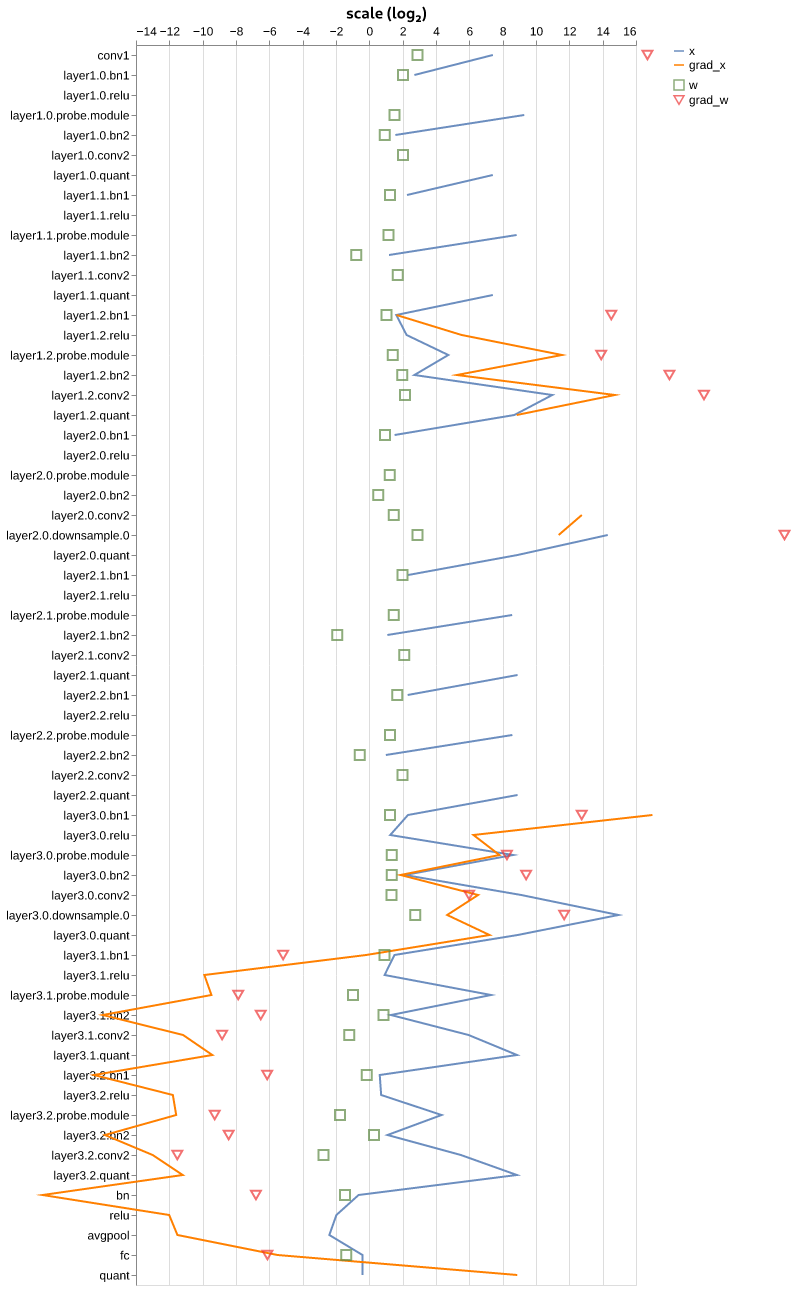 scale (log₂)
−14 −12 −10 −8 −6 −4 −2 0 2 4 6 8 10 12 14 16
x
grad_x
w
grad_w
conv1
layer1.0.bn1
layer1.0.relu
layer1.0.probe.module
layer1.0.bn2
layer1.0.conv2
layer1.0.quant
layer1.1.bn1
layer1.1.relu
layer1.1.probe.module
layer1.1.bn2
layer1.1.conv2
layer1.1.quant
layer1.2.bn1
layer1.2.relu
layer1.2.probe.module
layer1.2.bn2
layer1.2.conv2
layer1.2.quant
layer2.0.bn1
layer2.0.relu
layer2.0.probe.module
layer2.0.bn2
layer2.0.conv2
layer2.0.downsample.0
layer2.0.quant
layer2.1.bn1
layer2.1.relu
layer2.1.probe.module
layer2.1.bn2
layer2.1.conv2
layer2.1.quant
layer2.2.bn1
layer2.2.relu
layer2.2.probe.module
layer2.2.bn2
layer2.2.conv2
layer2.2.quant
layer3.0.bn1
layer3.0.relu
layer3.0.probe.module
layer3.0.bn2
layer3.0.conv2
layer3.0.downsample.0
layer3.0.quant
layer3.1.bn1
layer3.1.relu
layer3.1.probe.module
layer3.1.bn2
layer3.1.conv2
layer3.1.quant
layer3.2.bn1
layer3.2.relu
layer3.2.probe.module
layer3.2.bn2
layer3.2.conv2
layer3.2.quant
bn
relu
avgpool
fc
quant